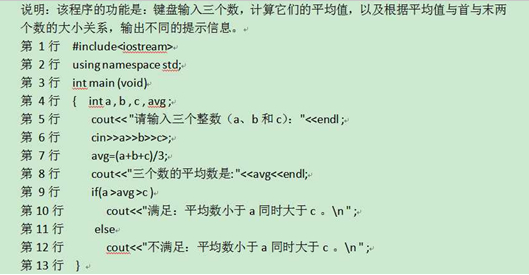 说明：该程序的功能是：键盘输入三个数，计算它们的平均值，以及根据平均值与首与末两
个数的大小关系，输出不同的提示信息。
第 1 行 #include<iostream>
第 2 行 using namespace std;
第 3 行 int main (void)
第 4 行 { int a , b , c , avg ;
第 5 行 cout<<"请输入三个整数（a、b 和 c）："<<endl ;
第 6 行 cin>>a>>b>>c>;
第 7 行 avg=(a+b+c)/3;
第 8 行 cout<<"三个数的平均数是:"<<avg<<endl;
第 9 行 if(a >avg >c )
第 10 行 cout<<"满足：平均数小于 a 同时大于 c 。\n " ;
第 11 行 else
第 12 行 cout<<"不满足：平均数小于 a 同时大于 c 。\n " ;
第 13 行 }